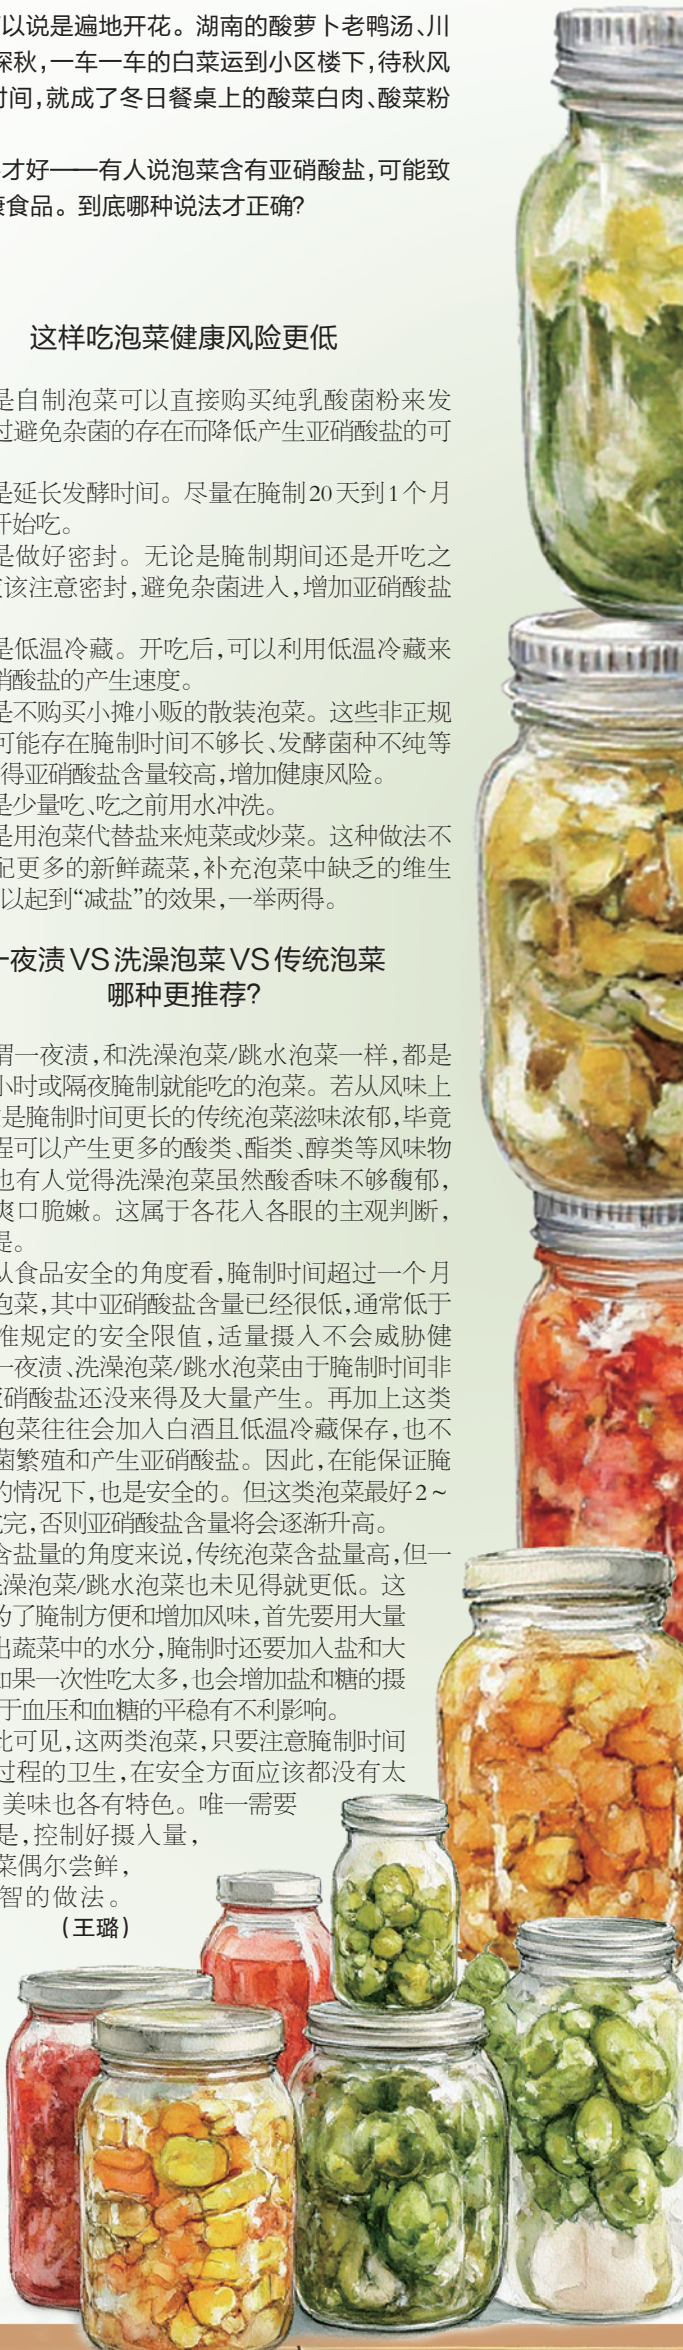 以说是遍地开花。湖南的酸萝卜老鸭汤、川
深秋，一车一车的白菜运到小区楼下，待秋风
时间，就成了冬日餐桌上的酸菜白肉、酸菜粉
才好——有人说泡菜含有亚硝酸盐，可能致
康食品。到底哪种说法才正确？
这样吃泡菜健康风险更低
是自制泡菜可以直接购买纯乳酸菌粉来发
过避免杂菌的存在而降低产生亚硝酸盐的可
是延长发酵时间。尽量在腌制20天到1个月
开始吃。
是做好密封。无论是腌制期间还是开吃之
应该注意密封，避免杂菌进入，增加亚硝酸盐
是低温冷藏。开吃后，可以利用低温冷藏来
硝酸盐的产生速度。
是不购买小摊小贩的散装泡菜。这些非正规
可能存在腌制时间不够长、发酵菌种不纯等
得亚硝酸盐含量较高，增加健康风险。
是少量吃、吃之前用水冲洗。
是用泡菜代替盐来炖菜或炒菜。这种做法不
配更多的新鲜蔬菜，补充泡菜中缺乏的维生
以起到“减盐”的效果，一举两得。
一夜渍VS洗澡泡菜VS传统泡菜
哪种更推荐？
谓一夜渍，和洗澡泡菜/跳水泡菜一样，都是
小时或隔夜腌制就能吃的泡菜。若从风味上
是腌制时间更长的传统泡菜滋味浓郁，毕竟
程可以产生更多的酸类、酯类、醇类等风味物
也有人觉得洗澡泡菜虽然酸香味不够馥郁，
爽口脆嫩。这属于各花入各眼的主观判断，
是。
从食品安全的角度看，腌制时间超过一个月
泡菜，其中亚硝酸盐含量已经很低，通常低于
准规定的安全限值，适量摄入不会威胁健
一夜渍、洗澡泡菜/跳水泡菜由于腌制时间非
亚硝酸盐还没来得及大量产生。再加上这类
泡菜往往会加入白酒且低温冷藏保存，也不
菌繁殖和产生亚硝酸盐。因此，在能保证腌
的情况下，也是安全的。但这类泡菜最好2～
吃完，否则亚硝酸盐含量将会逐渐升高。
含盐量的角度来说，传统泡菜含盐量高，但一
洗澡泡菜/跳水泡菜也未见得就更低。这
为了腌制方便和增加风味，首先要用大量
出蔬菜中的水分，腌制时还要加入盐和大
如果一次性吃太多，也会增加盐和糖的摄
于血压和血糖的平稳有不利影响。
此可见，这两类泡菜，只要注意腌制时间
过程的卫生，在安全方面应该都没有太
美味也各有特色。唯一需要
是，控制好摄入量，
菜偶尔尝鲜，
智的做法。
（王璐）